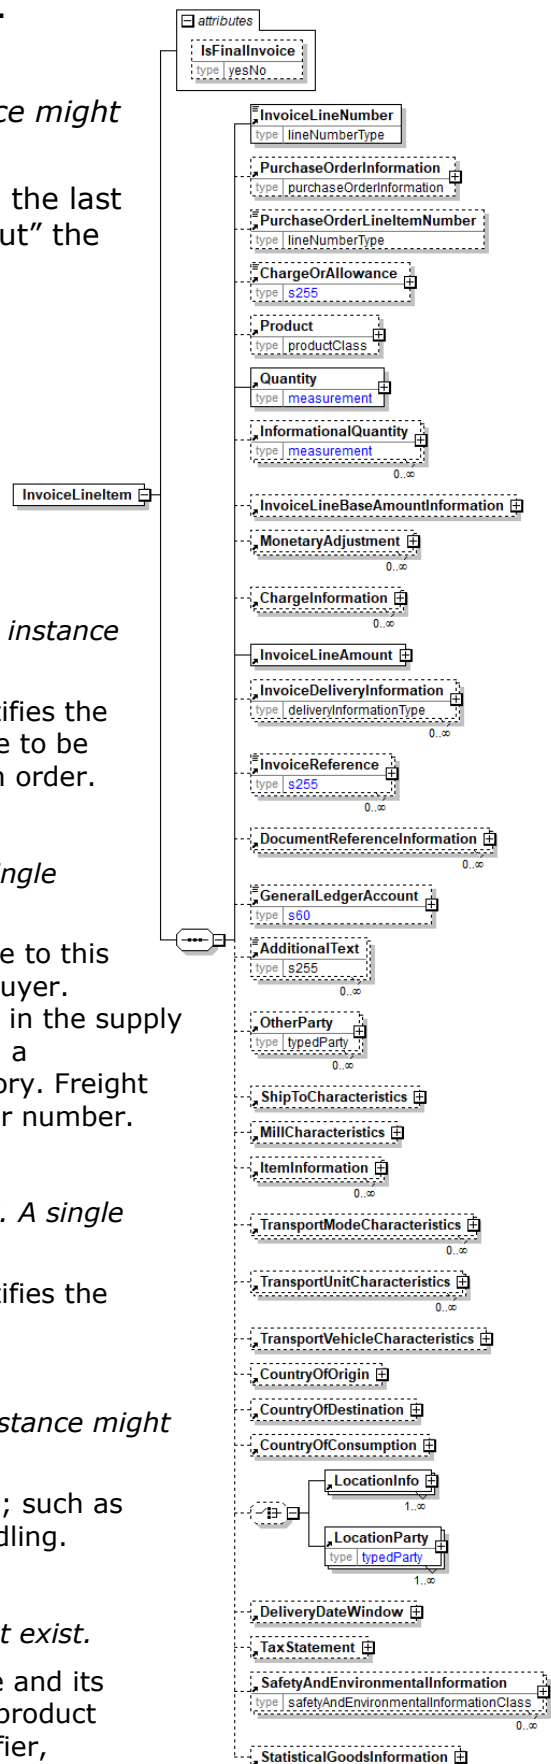 .
attributes
IsFinalInvoice
type yesNo
ce might
InvoiceLineNumber
type lineNumberType
PurchaseOrderInformation
type purchaseOrderInformation
the last
PurchaseOrderLineItemNumber
type lineNumberType
ut” the
ChargeOrAllowance
type s255
Product
type productClass
Quantity
type measurement
InformationalQuantity
type measurement
0..∞
InvoiceLineItem
InvoiceLineBaseAmountInformation
MonetaryAdjustment
0..∞
ChargeInformation
0..∞
instance
InvoiceLineAmount
InvoiceDeliveryInformation
type deliveryInformationType
0..∞
tifies the
e to be
n order.
InvoiceReference
type s255
0..∞
DocumentReferenceInformation
0..∞
ingle
GeneralLedgerAccount
type s60
e to this
AdditionalText
type s255
0..∞
uyer.
in the supply
OtherParty
type typedParty
0..∞
a
ory. Freight
ShipToCharacteristics
r number.
MillCharacteristics
ItemInformation
0..∞
. A single
TransportModeCharacteristics
0..∞
TransportUnitCharacteristics
0..∞
tifies the
TransportVehicleCharacteristics
CountryOfOrigin
CountryOfDestination
stance might
CountryOfConsumption
LocationInfo
1..∞
; such as
dling.
LocationParty
type typedParty
1..∞
DeliveryDateWindow
t exist.
TaxStatement
e and its
SafetyAndEnvironmentalInformation
type safetyAndEnvironmentalInformationClass
0..∞
product
fier,
StatisticalGoodsInformation